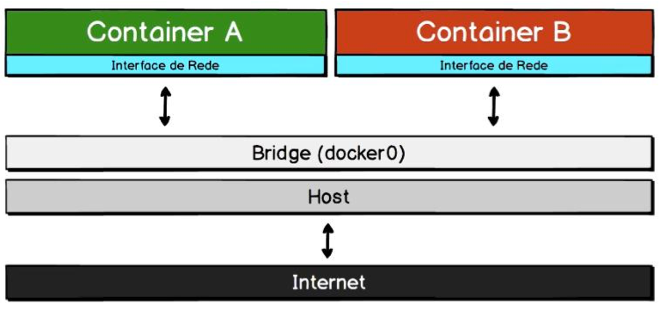 Container A
Container B
Interface de Rede
Interface de Rede
Bridge (docker0)
Host
Internet